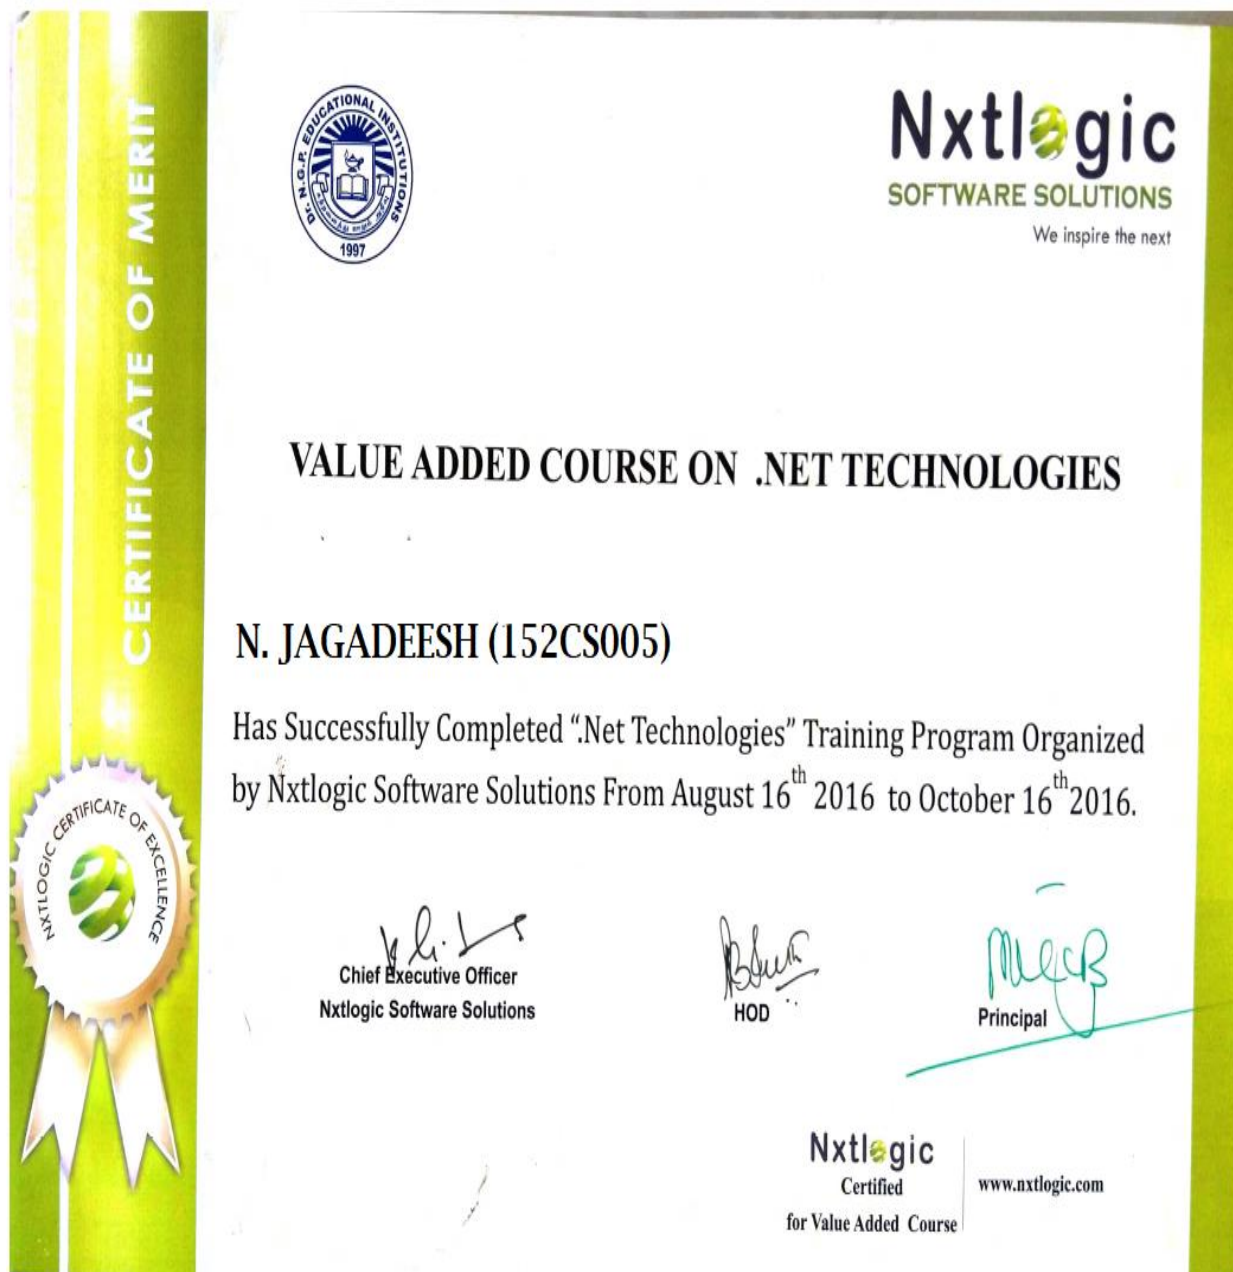 CERTIFICATE OF MERIT
Dr. N.G.P. EDUCATIONAL INSTITUTIONS
1997
Nxtlogic
SOFTWARE SOLUTIONS
We inspire the next
VALUE ADDED COURSE ON .NET TECHNOLOGIES
N. JAGADEESH (152CS005)
Has Successfully Completed “.Net Technologies” Training Program Organized
by Nxtlogic Software Solutions From August 16th 2016 to October 16th 2016.
NXTLOGIC CERTIFICATE OF EXCELLENCE
Chief Executive Officer
Nxtlogic Software Solutions
HOD
Principal
Nxtlogic
Certified
for Value Added Course
www.nxtlogic.com